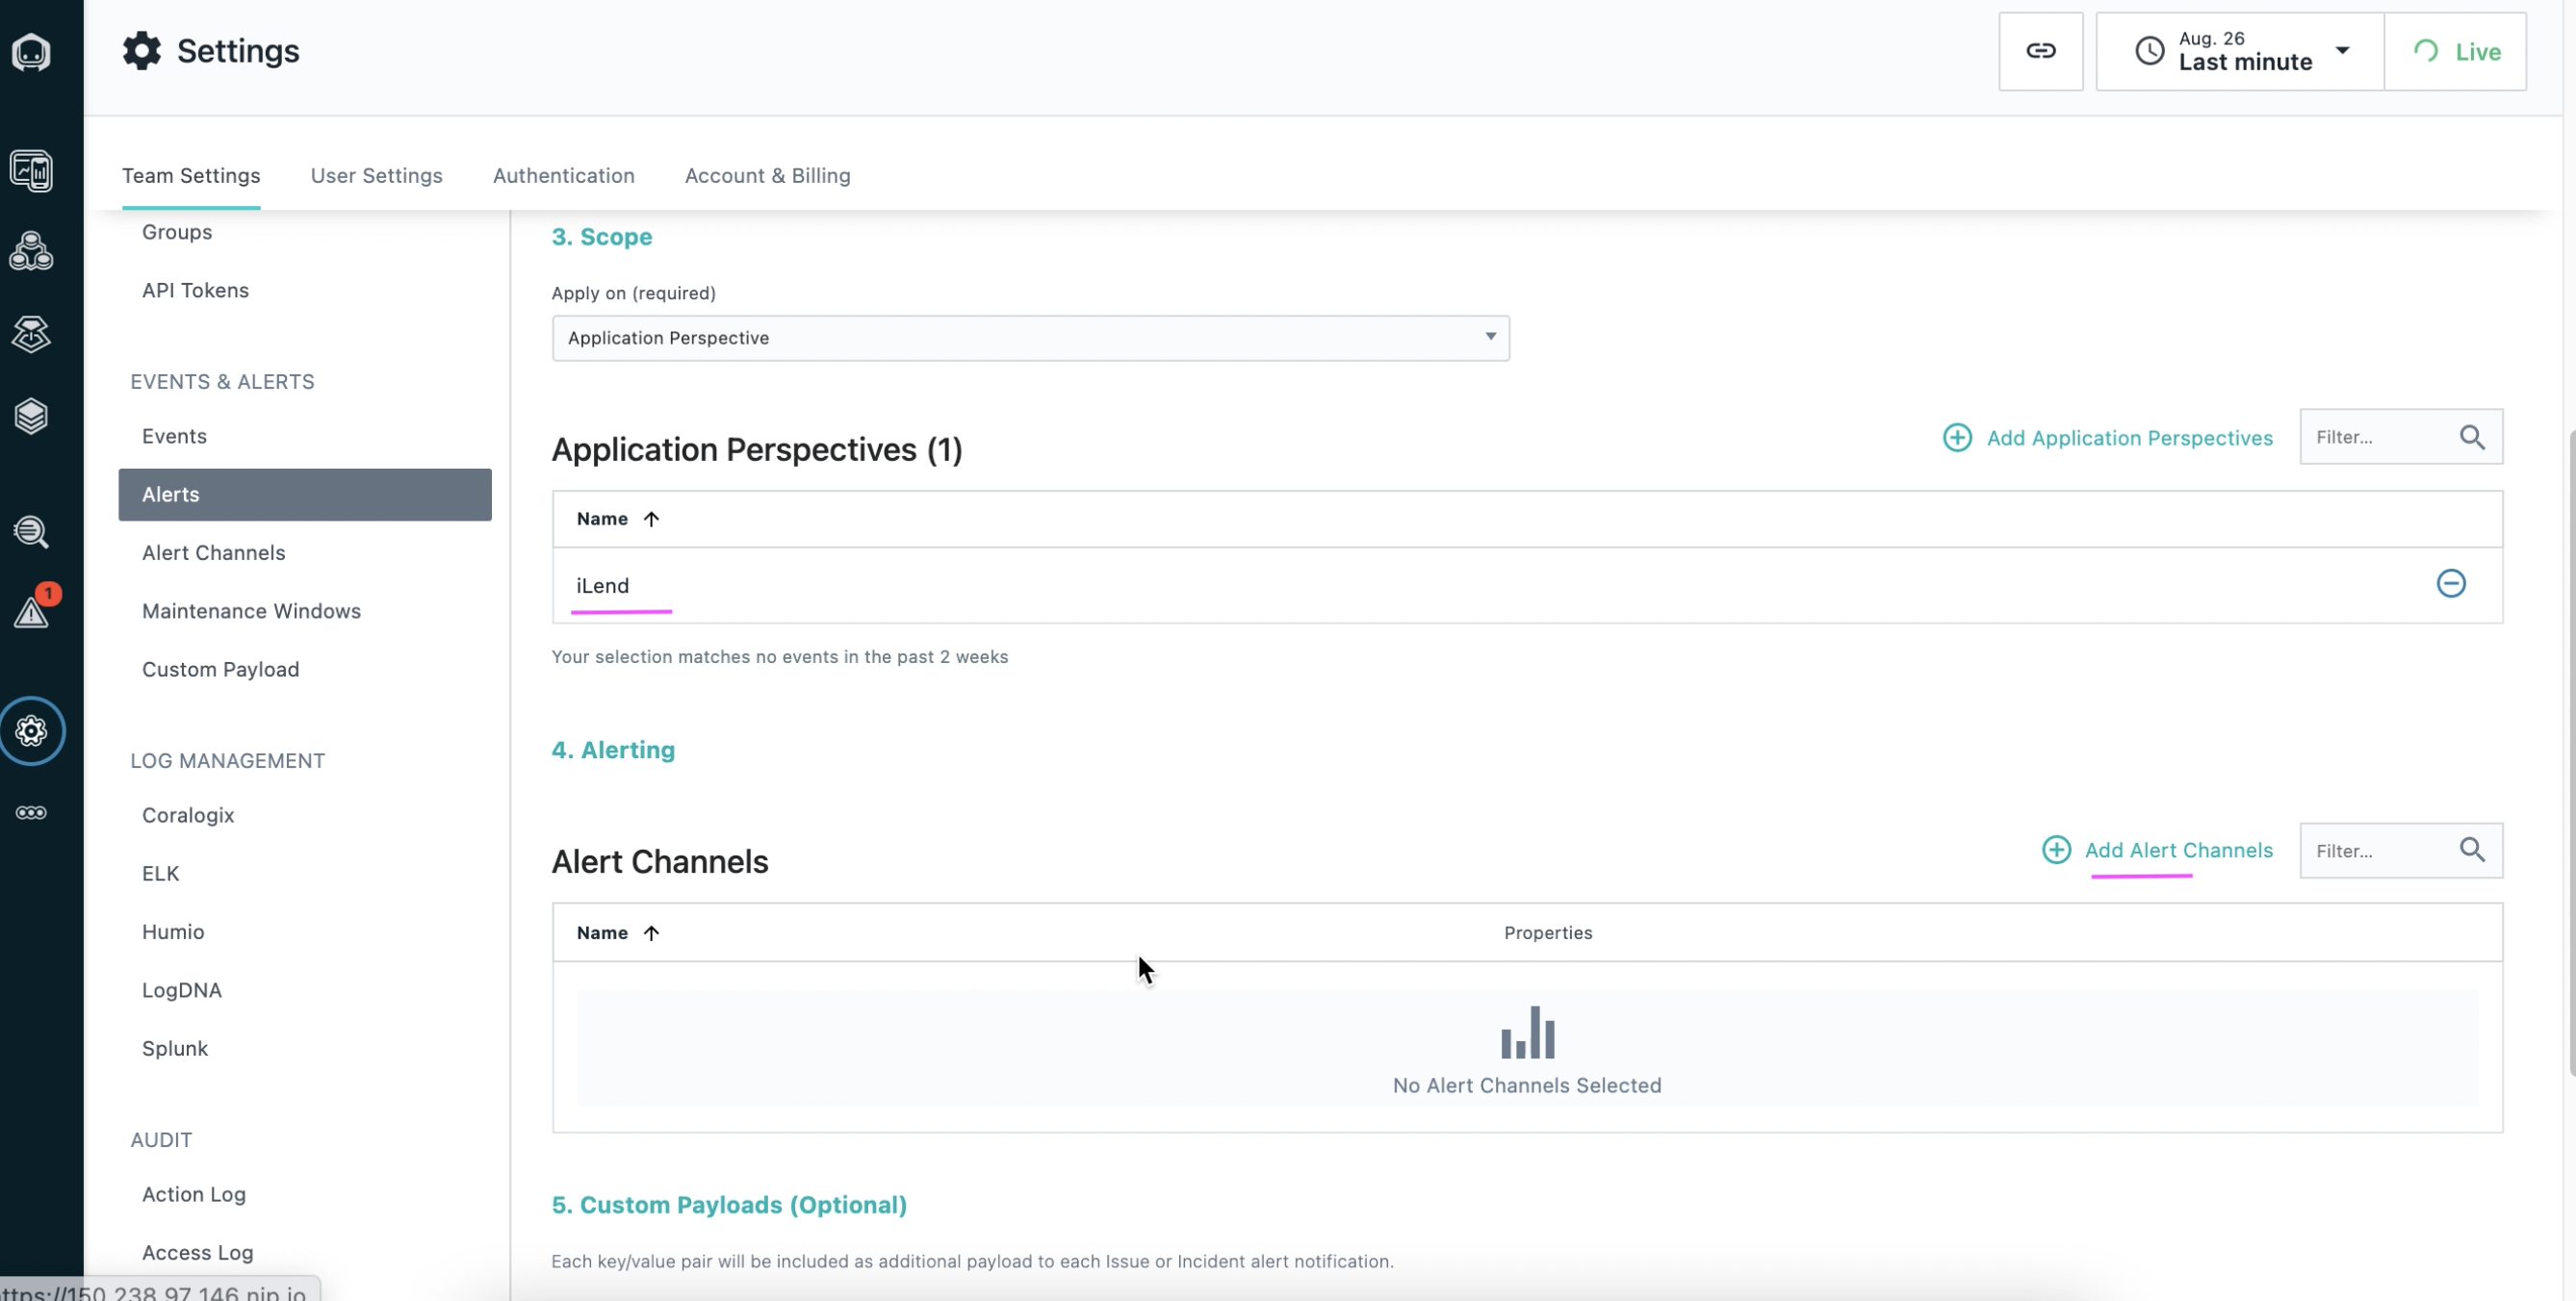 Settings
Aug. 26
Last minute
Live
Team Settings
User Settings
Authentication
Account & Billing
Groups
API Tokens
EVENTS & ALERTS
Events
Alerts
Alert Channels
Maintenance Windows
Custom Payload
1
LOG MANAGEMENT
Coralogix
ELK
Humio
LogDNA
Splunk
AUDIT
Action Log
Access Log
ttps://150.238.97.146.nip.io
3. Scope
Apply on (required)
Application Perspective
Application Perspectives (1)
Add Application Perspectives
Filter...
Name
iLend
Your selection matches no events in the past 2 weeks
4. Alerting
Alert Channels
Add Alert Channels
Filter...
Name
Properties
No Alert Channels Selected
5. Custom Payloads (Optional)
Each key/value pair will be included as additional payload to each Issue or Incident alert notification.